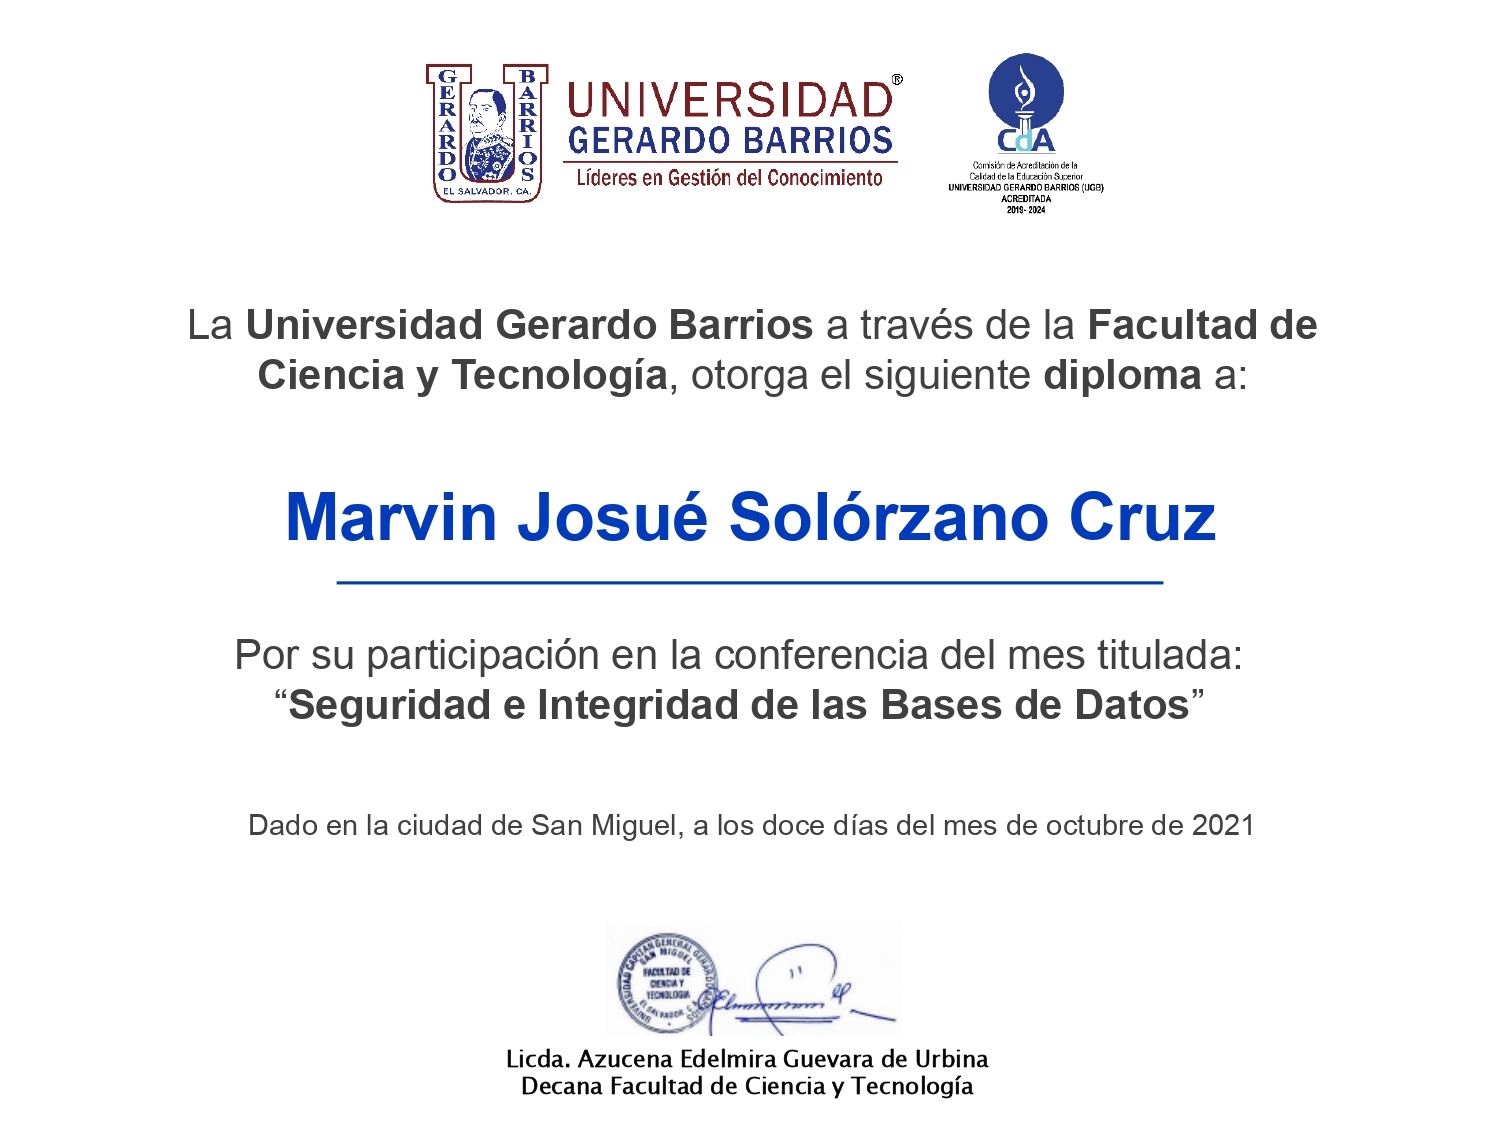 GERARDO BARRIOS
EL SALVADOR, CA.
UNIVERSIDAD®
GERARDO BARRIOS
Líderes en Gestión del Conocimiento
CdA
Comisión de Acreditación de la
Calidad de la Educación Superior
UNIVERSIDAD GERARDO BARRIOS (UGB)
ACREDITADA
2019- 2024
La Universidad Gerardo Barrios a través de la Facultad de
Ciencia y Tecnología, otorga el siguiente diploma a:
Marvin Josué Solórzano Cruz
Por su participación en la conferencia del mes titulada:
“Seguridad e Integridad de las Bases de Datos”
Dado en la ciudad de San Miguel, a los doce días del mes de octubre de 2021
UNIVERSIDAD CAPITAN GENERAL GERARDO BARRIOS
SAN MIGUEL
FACULTAD DE
CIENCIA Y
TECNOLOGIA
EL SALVADOR, C.A.
Licda. Azucena Edelmira Guevara de Urbina
Decana Facultad de Ciencia y Tecnología